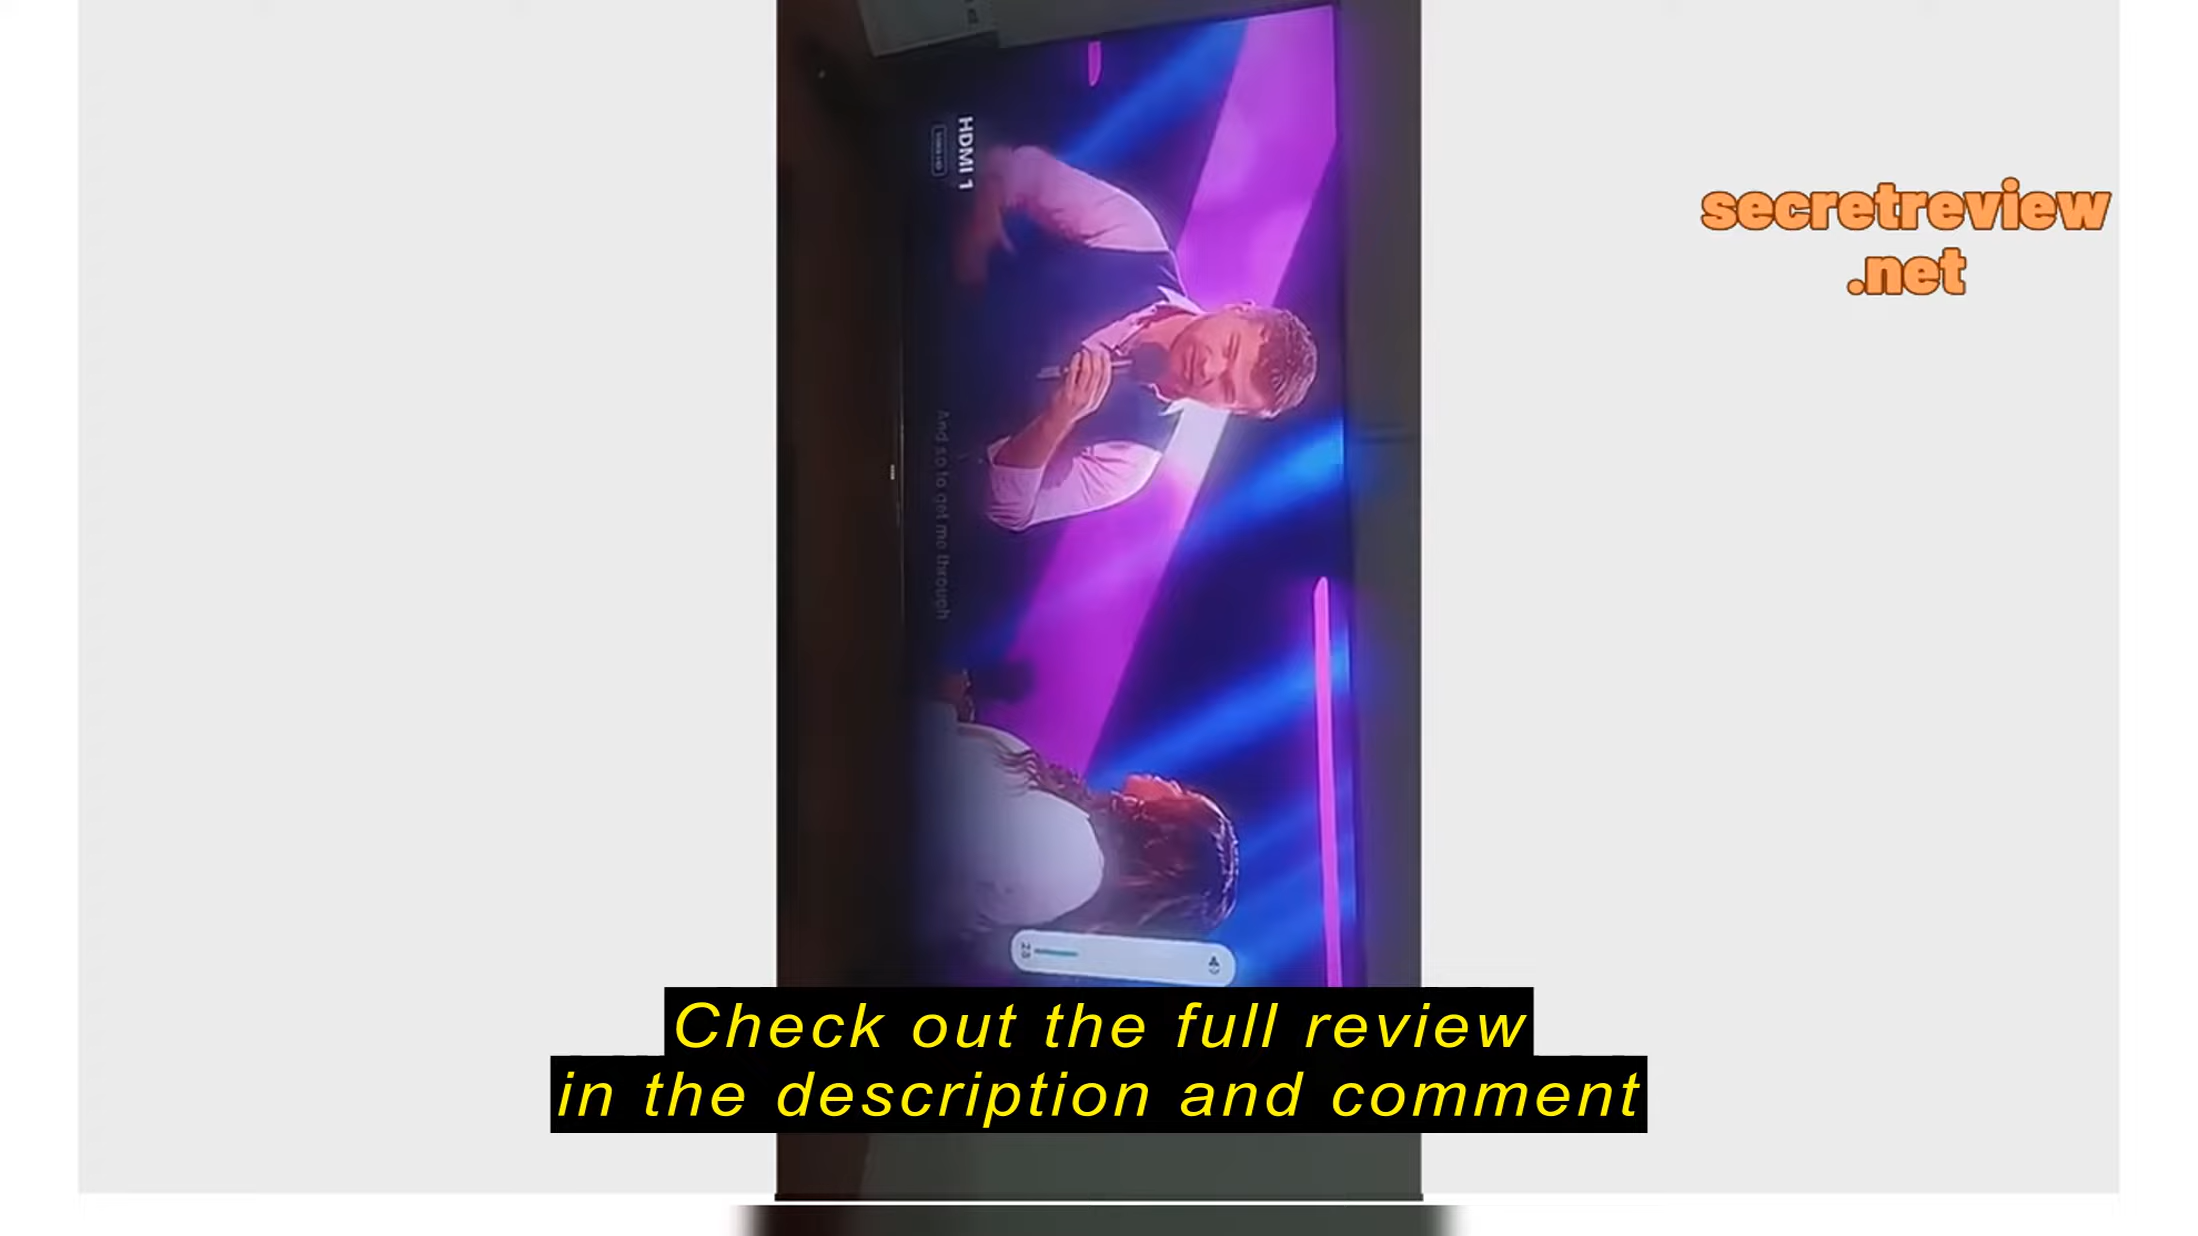 secretreview
.net
HDMI 1
And so to get me through
23
Check out the full review
in the description and comment